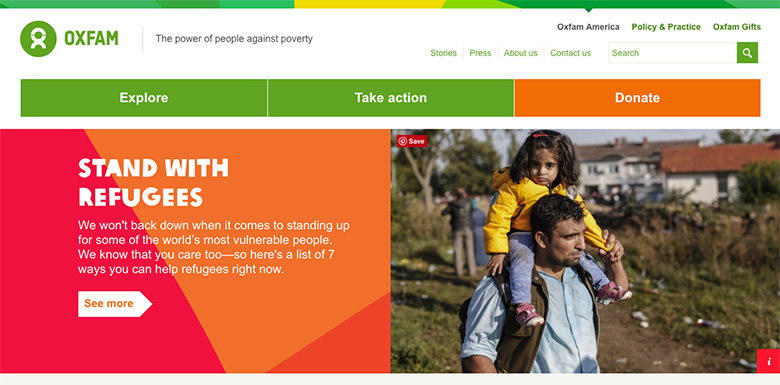 Oxfam America Policy & Practice Oxfam Gifts
OXFAM
The power of people against poverty
Stories Press About us Contact us Search
Explore Take action Donate
Save
STAND WITH
REFUGEES
We won't back down when it comes to standing up
for some of the world's most vulnerable people.
We know that you care too—so here's a list of 7
ways you can help refugees right now.
See more
i